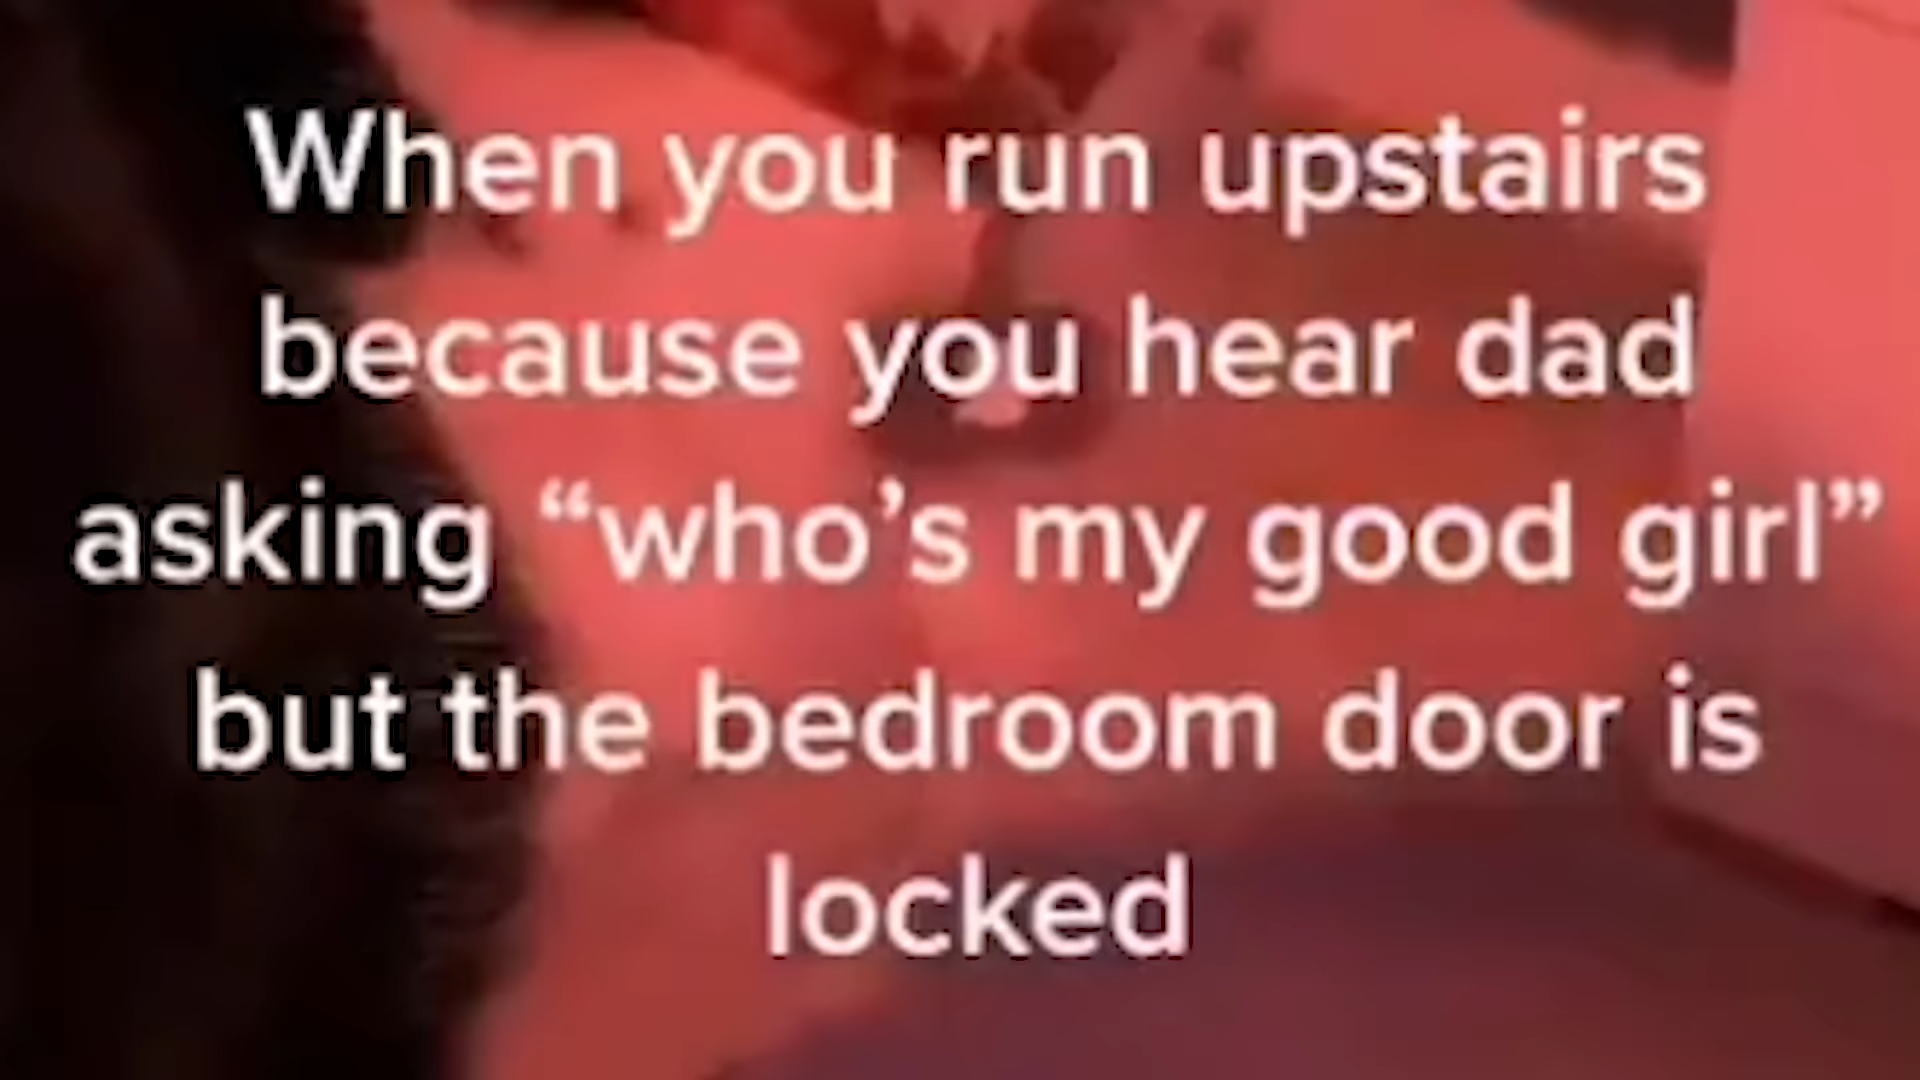 When you run upstairs
because you hear dad
asking “who’s my good girl”
but the bedroom door is
locked